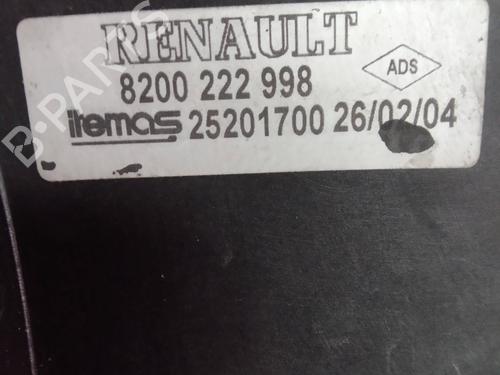 RENAULT
8200 222 998
ADS
itemas 25201700 26/02/04
B-PARTS